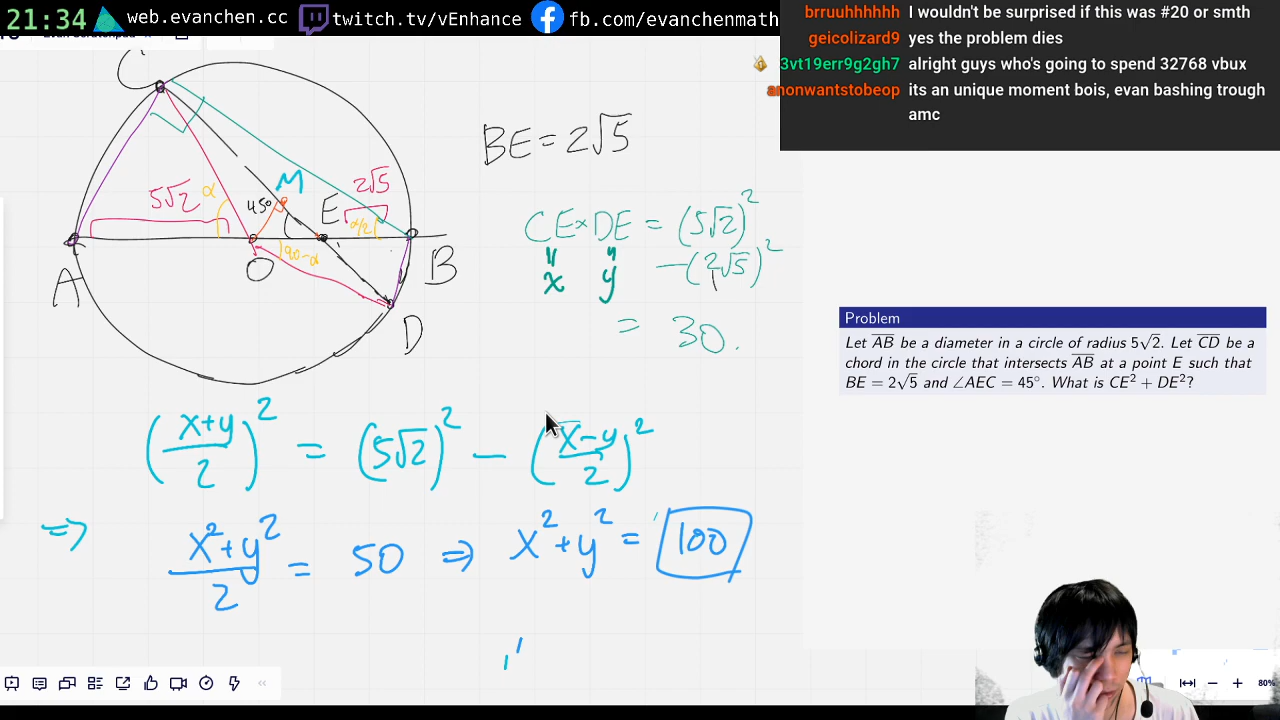 21:34 web.evanchen.cc twitch.tv/vEnhance fb.com/evanchenmath
brruuhhhhhh I wouldn't be surprised if this was #20 or smth
geicolizard9 yes the problem dies
3vt19err9g2gh7 alright guys who's going to spend 32768 vbux
anonwantstobeop its an unique moment bois, evan bashing trough
amc
C
5√2
α
45°
M
E
2√5
α/2
A
O
90-α
B
D
BE = 2√5
CE × DE = (5√2)²
-(2√5)²
x y
= 30.
((x+y)/2)² = (5√2)² - ((x-y)/2)²
⇒ (x²+y²)/2 = 50 ⇒ x²+y² = 100
Problem
Let AB be a diameter in a circle of radius 5√2. Let CD be a
chord in the circle that intersects AB at a point E such that
BE = 2√5 and ∠AEC = 45°. What is CE² + DE²?
80%